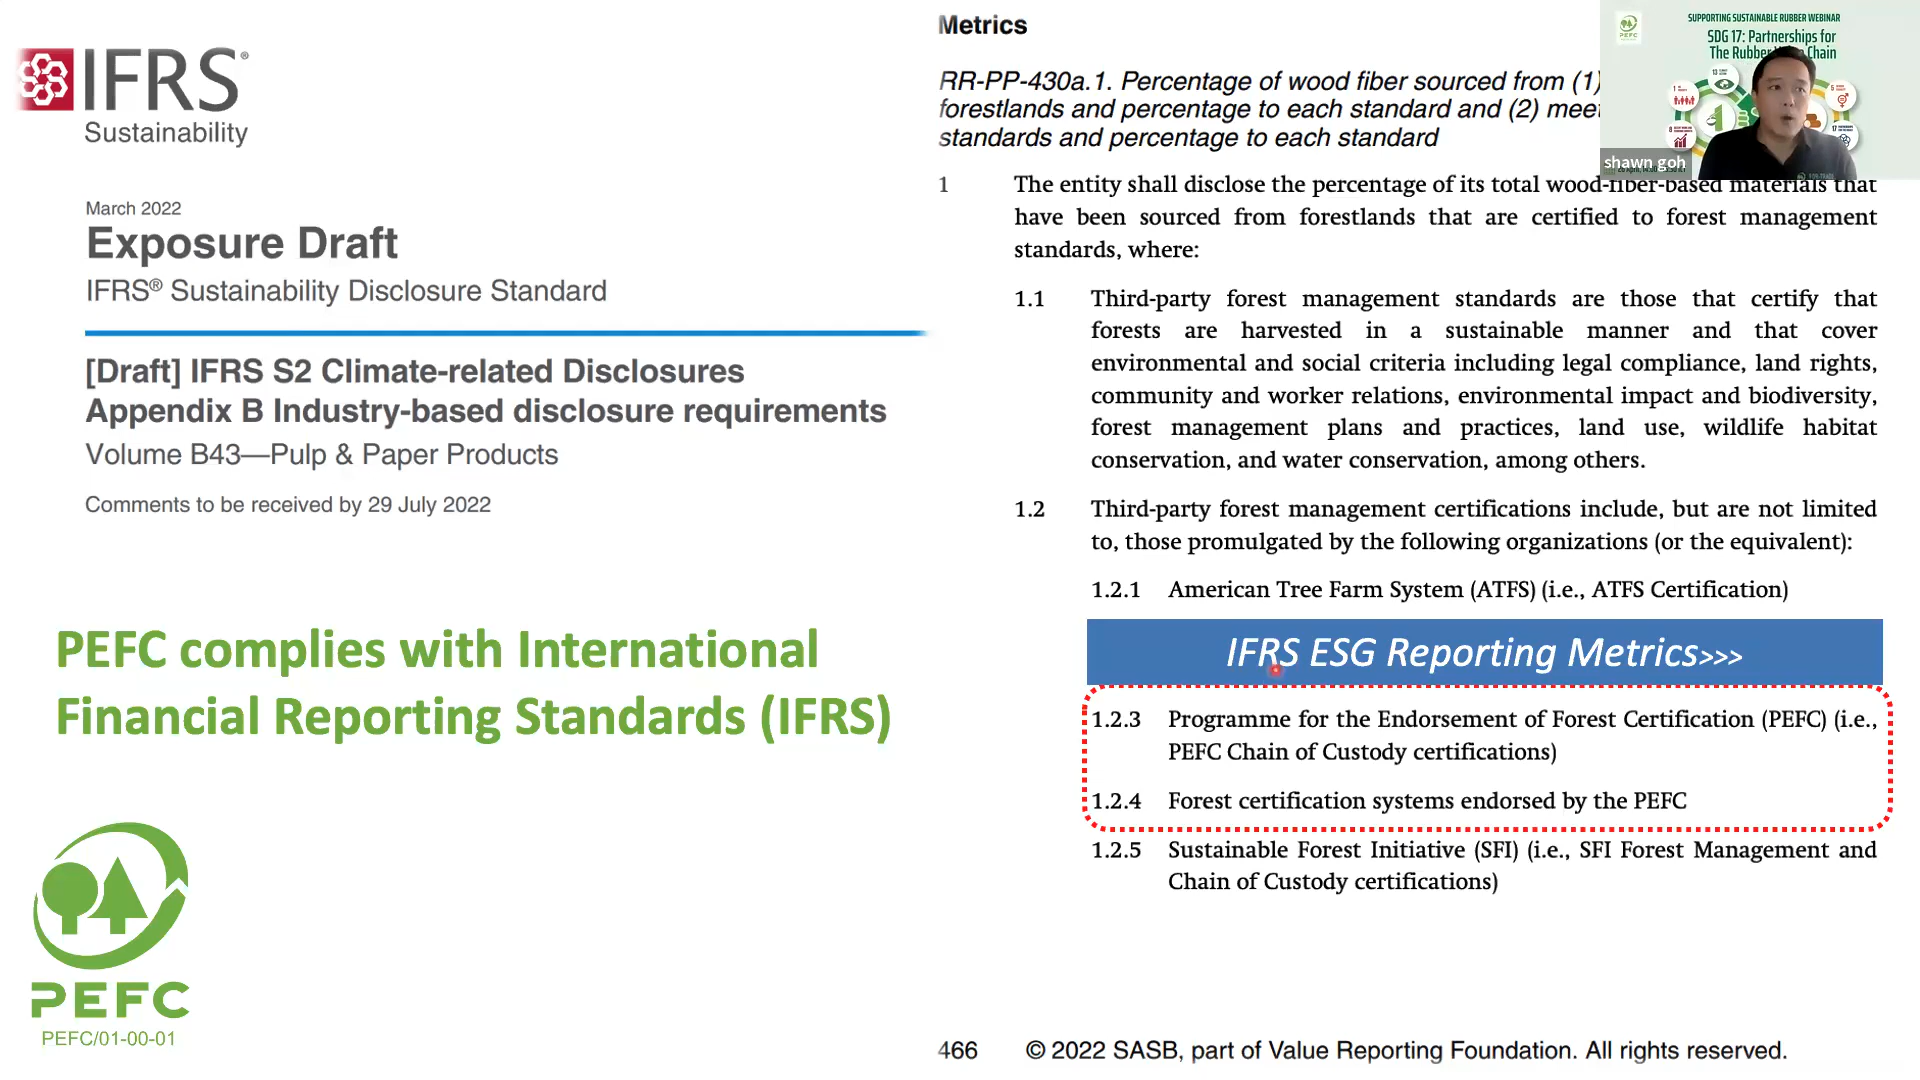 IFRS®
Sustainability
March 2022
Exposure Draft
IFRS® Sustainability Disclosure Standard
[Draft] IFRS S2 Climate-related Disclosures
Appendix B Industry-based disclosure requirements
Volume B43—Pulp & Paper Products
Comments to be received by 29 July 2022
PEFC complies with International
Financial Reporting Standards (IFRS)
PEFC
PEFC/01-00-01
Metrics
RR-PP-430a.1. Percentage of wood fiber sourced from (1)
forestlands and percentage to each standard and (2) meet
standards and percentage to each standard
1 The entity shall disclose the percentage of its total wood-fiber-based materials that
have been sourced from forestlands that are certified to forest management
standards, where:
1.1 Third-party forest management standards are those that certify that
forests are harvested in a sustainable manner and that cover
environmental and social criteria including legal compliance, land rights,
community and worker relations, environmental impact and biodiversity,
forest management plans and practices, land use, wildlife habitat
conservation, and water conservation, among others.
1.2 Third-party forest management certifications include, but are not limited
to, those promulgated by the following organizations (or the equivalent):
1.2.1 American Tree Farm System (ATFS) (i.e., ATFS Certification)
IFRS ESG Reporting Metrics>>>
1.2.3 Programme for the Endorsement of Forest Certification (PEFC) (i.e.,
PEFC Chain of Custody certifications)
1.2.4 Forest certification systems endorsed by the PEFC
1.2.5 Sustainable Forest Initiative (SFI) (i.e., SFI Forest Management and
Chain of Custody certifications)
466 © 2022 SASB, part of Value Reporting Foundation. All rights reserved.
PEFC
SUPPORTING SUSTAINABLE RUBBER WEBINAR
SDG 17: Partnerships for
The Rubber Chain
shawn goh